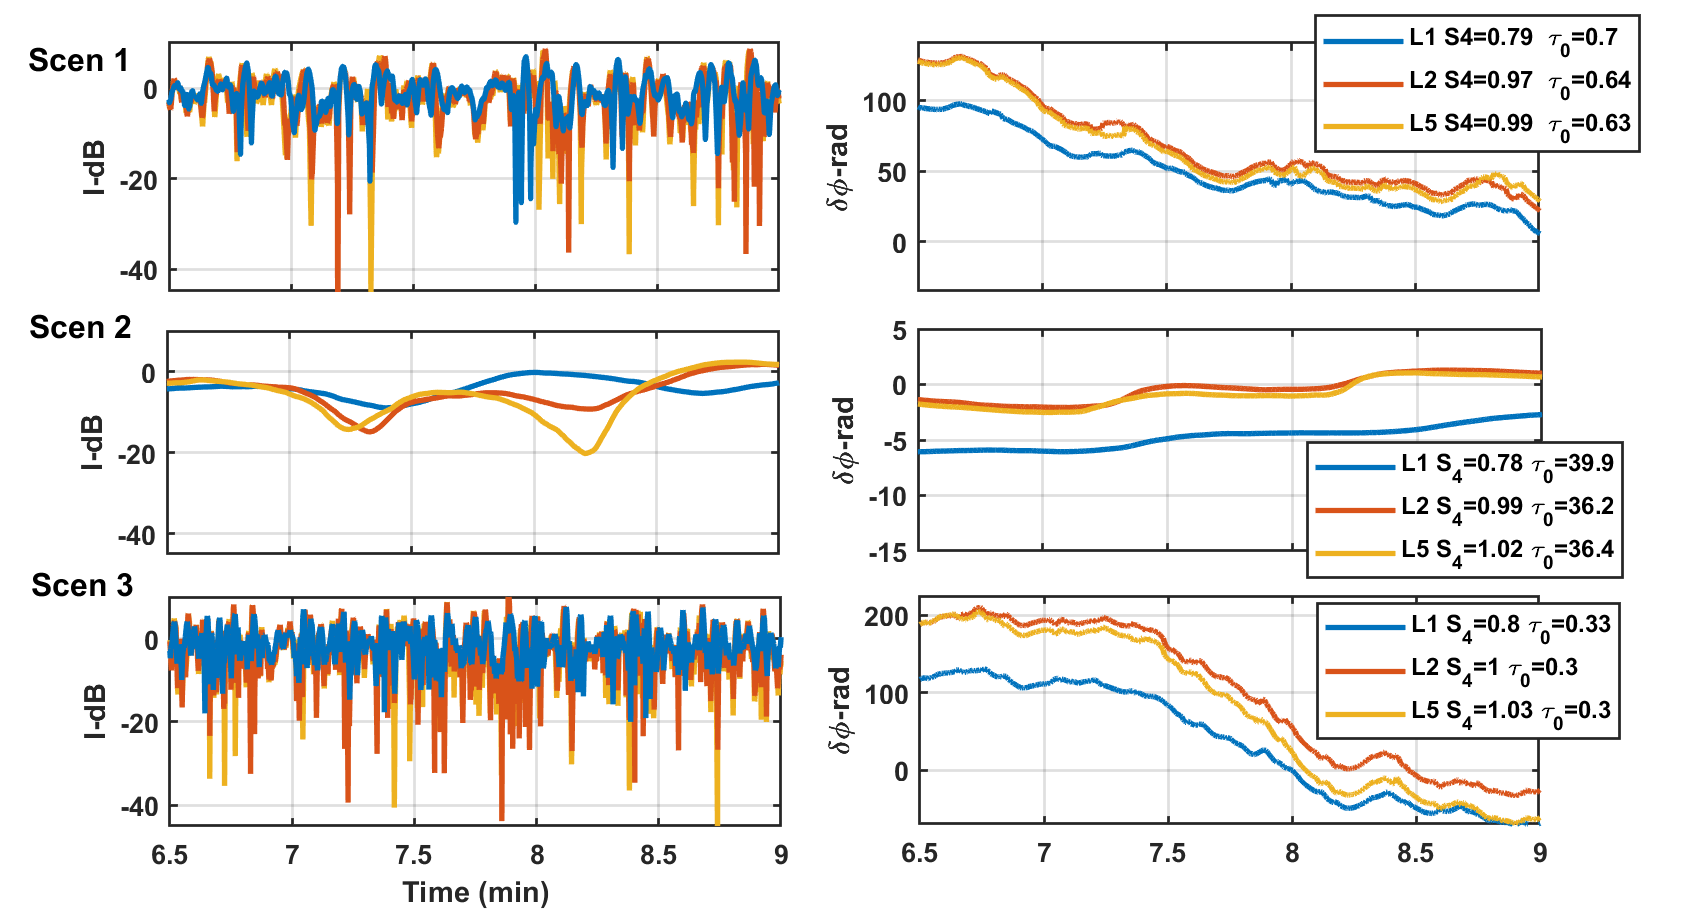 Scen 1
0
-20
-40
I-dB
100
50
0
δϕ-rad
L1 S4=0.79 τ0=0.7
L2 S4=0.97 τ0=0.64
L5 S4=0.99 τ0=0.63
Scen 2
0
-20
-40
I-dB
5
0
-5
-10
-15
δϕ-rad
L1 S4=0.78 τ0=39.9
L2 S4=0.99 τ0=36.2
L5 S4=1.02 τ0=36.4
Scen 3
0
-20
-40
I-dB
6.5 7 7.5 8 8.5 9
Time (min)
200
100
0
δϕ-rad
L1 S4=0.8 τ0=0.33
L2 S4=1 τ0=0.3
L5 S4=1.03 τ0=0.3
6.5 7 7.5 8 8.5 9